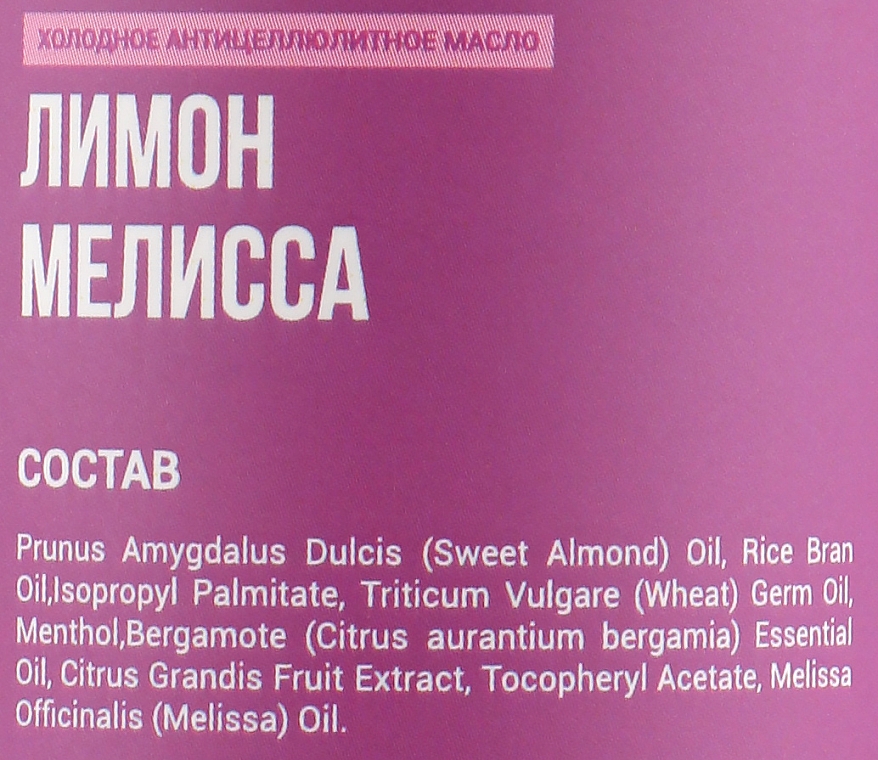 ХОЛОДНОЕ АНТИЦЕЛЛЮЛИТНОЕ МАСЛО
ЛИМОН
МЕЛИССА
СОСТАВ
Prunus Amygdalus Dulcis (Sweet Almond) Oil, Rice Bran
Oil,Isopropyl Palmitate, Triticum Vulgare (Wheat) Germ Oil,
Menthol,Bergamote (Citrus aurantium bergamia) Essential
Oil, Citrus Grandis Fruit Extract, Tocopheryl Acetate, Melissa
Officinalis (Melissa) Oil.